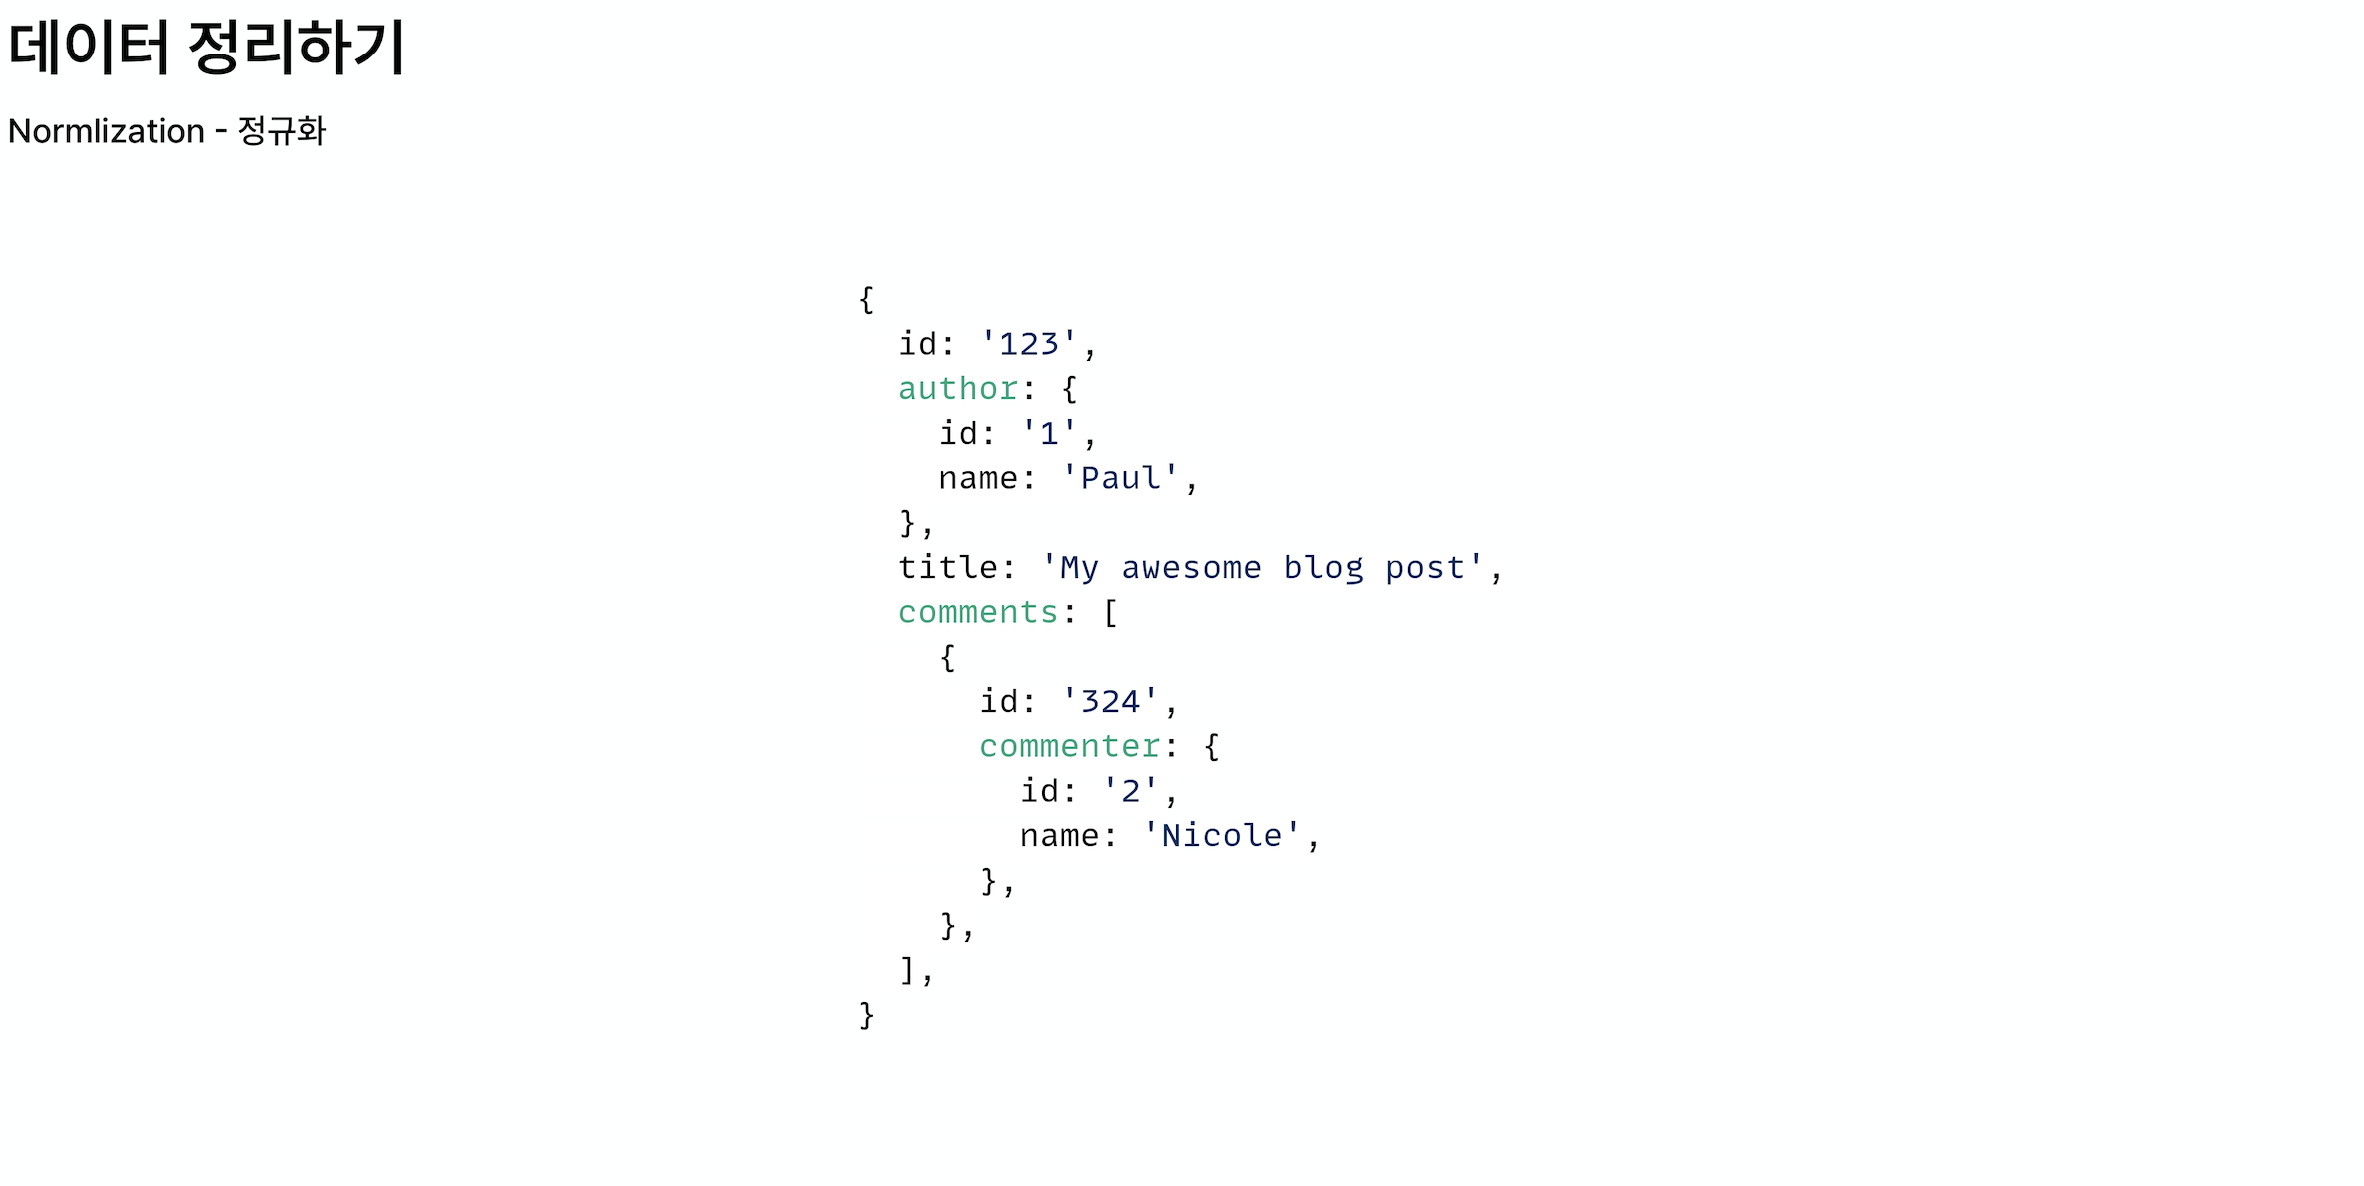 데이터 정리하기
Normlization - 정규화
{
  id: '123',
  author: {
    id: '1',
    name: 'Paul',
  },
  title: 'My awesome blog post',
  comments: [
    {
      id: '324',
      commenter: {
        id: '2',
        name: 'Nicole',
      },
    },
  ],
}